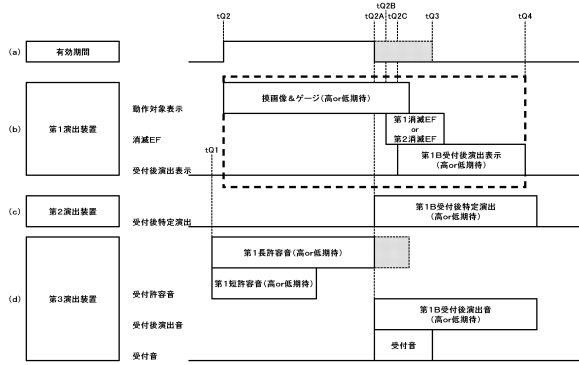 tQ2B
tQ2 tQ2A tQ2C tQ3 tQ4
(a) 有効期間
動作対象表示 換画像&ゲージ(高or低期待)
第1消滅EF
(b) 第1演出装置 消滅EF or
第2消滅EF
tQ1
受付後演出表示 第1B受付後演出表示
(高or低期待)
(c) 第2演出装置 受付後特定演出 第1B受付後特定演出
(高or低期待)
第1長許容音(高or低期待)
(d) 第3演出装置 受付許容音 第1短許容音(高or低期待)
受付後演出音 第1B受付後演出音
(高or低期待)
受付音 受付音